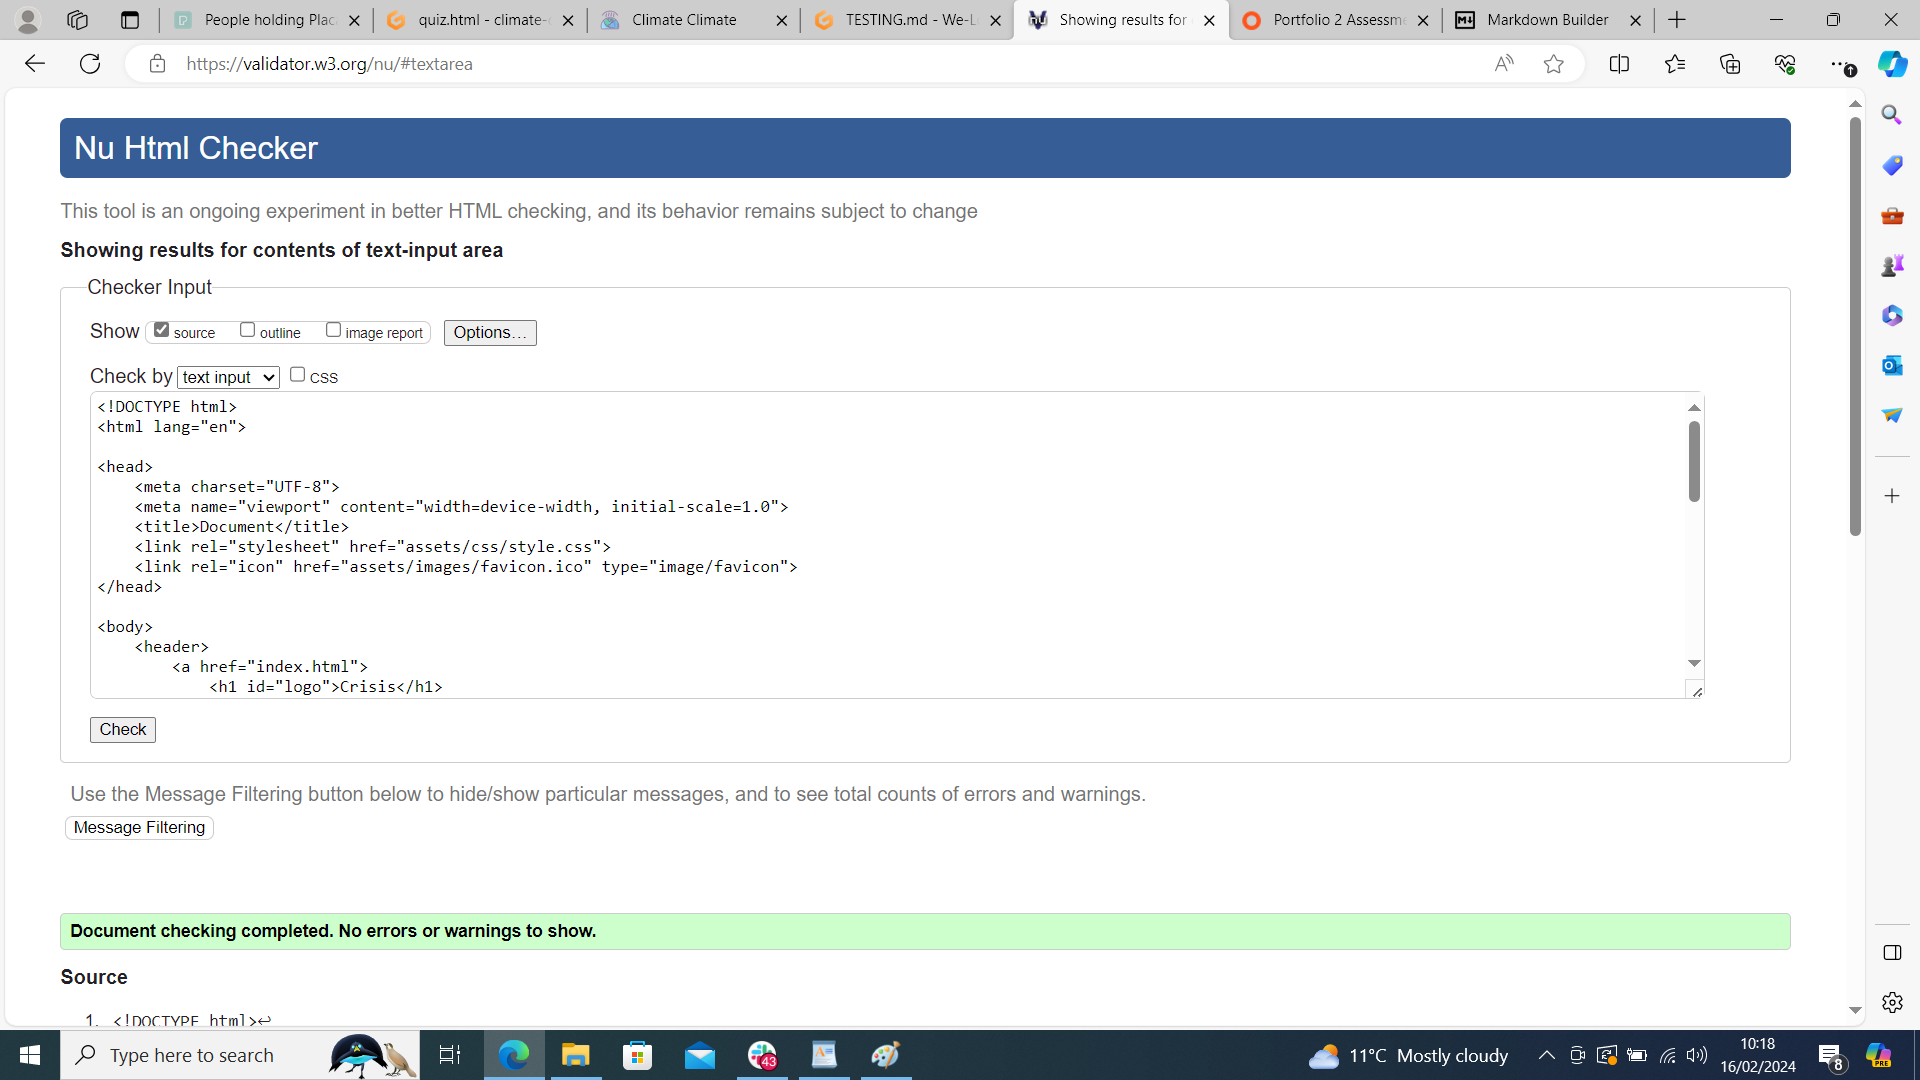 People holding Plac
quiz.html - climate-
Climate Climate
TESTING.md - We-L
Showing results for
Portfolio 2 Assessme
Markdown Builder
https://validator.w3.org/nu/#textarea
Nu Html Checker
This tool is an ongoing experiment in better HTML checking, and its behavior remains subject to change
Showing results for contents of text-input area
Checker Input
Show source outline image report Options...
Check by text input CSS
<!DOCTYPE html>
<html lang="en">
<head>
<meta charset="UTF-8">
<meta name="viewport" content="width=device-width, initial-scale=1.0">
<title>Document</title>
<link rel="stylesheet" href="assets/css/style.css">
<link rel="icon" href="assets/images/favicon.ico" type="image/favicon">
</head>
<body>
<header>
<a href="index.html">
<h1 id="logo">Crisis</h1>
Check
Use the Message Filtering button below to hide/show particular messages, and to see total counts of errors and warnings.
Message Filtering
Document checking completed. No errors or warnings to show.
Source
1. <!DOCTYPE html>↩
Type here to search
43
11°C Mostly cloudy
10:18
16/02/2024
8
PRE